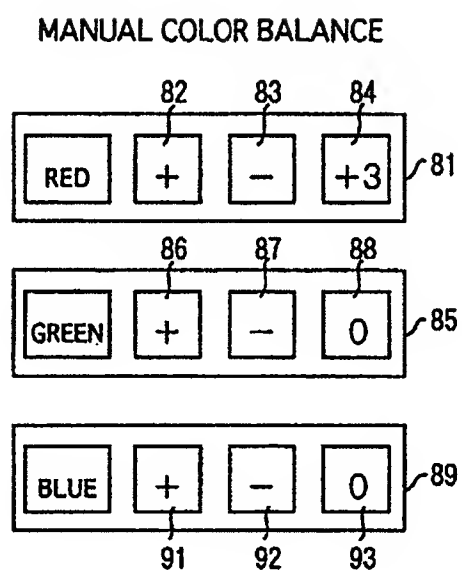 MANUAL COLOR BALANCE
82 83 84
RED + − +3 81
86 87 88
GREEN + − 0 85
BLUE + − 0 89
91 92 93